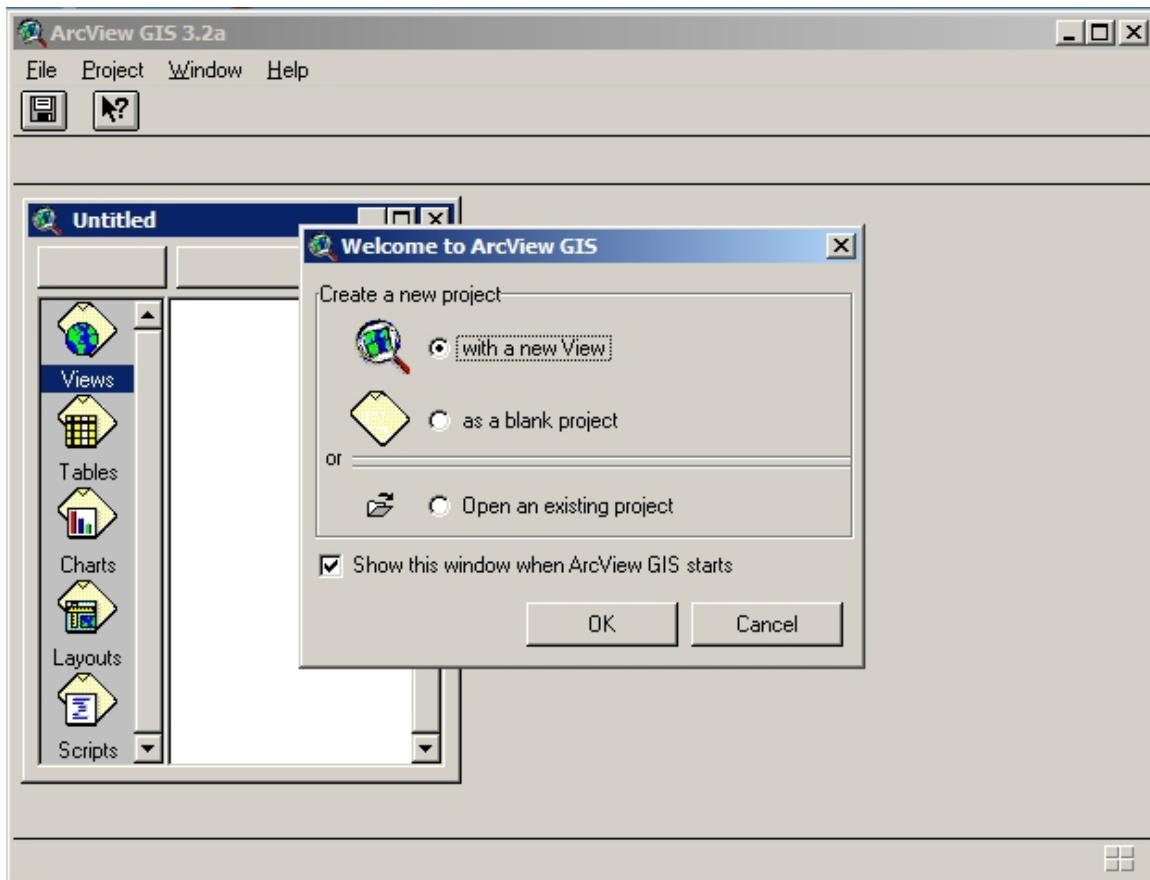 ArcView GIS 3.2a
File Project Window Help
Untitled
Views
Tables
Charts
Layouts
Scripts
Welcome to ArcView GIS
Create a new project
with a new View
as a blank project
or
Open an existing project
Show this window when ArcView GIS starts
OK Cancel